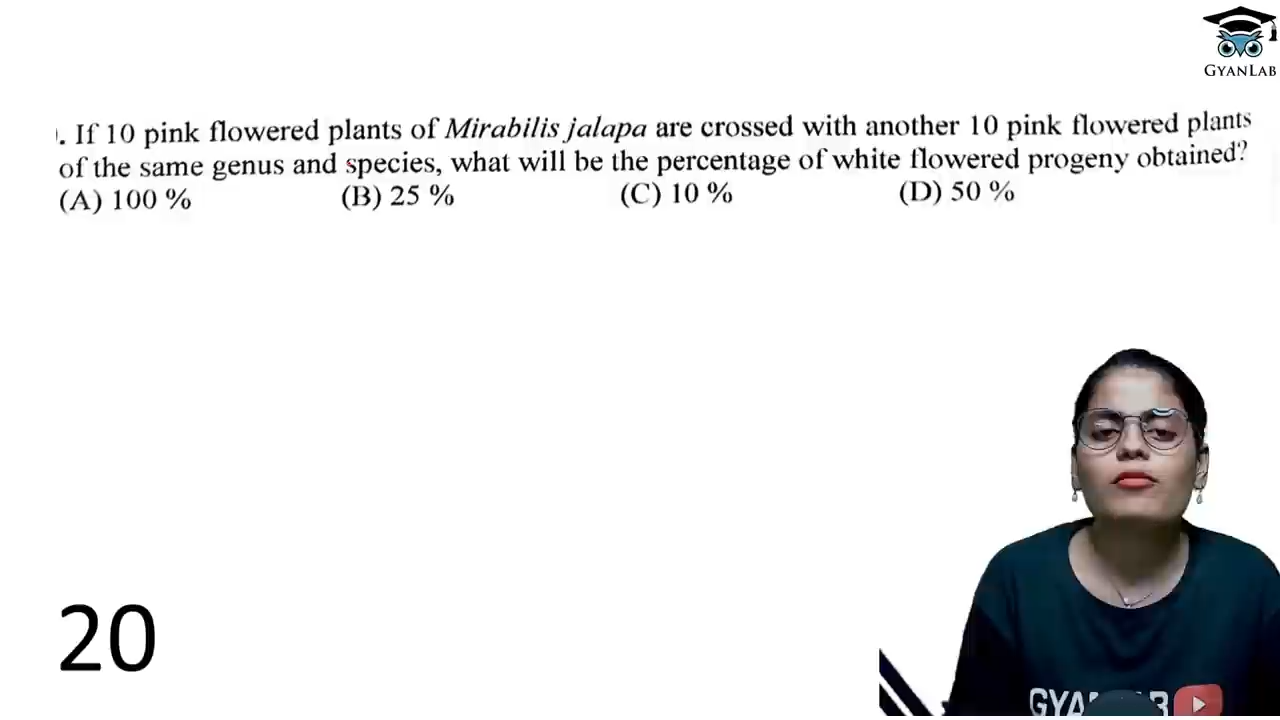 GYANLAB
. If 10 pink flowered plants of Mirabilis jalapa are crossed with another 10 pink flowered plants
of the same genus and species, what will be the percentage of white flowered progeny obtained?
(A) 100 % (B) 25 % (C) 10 % (D) 50 %
20